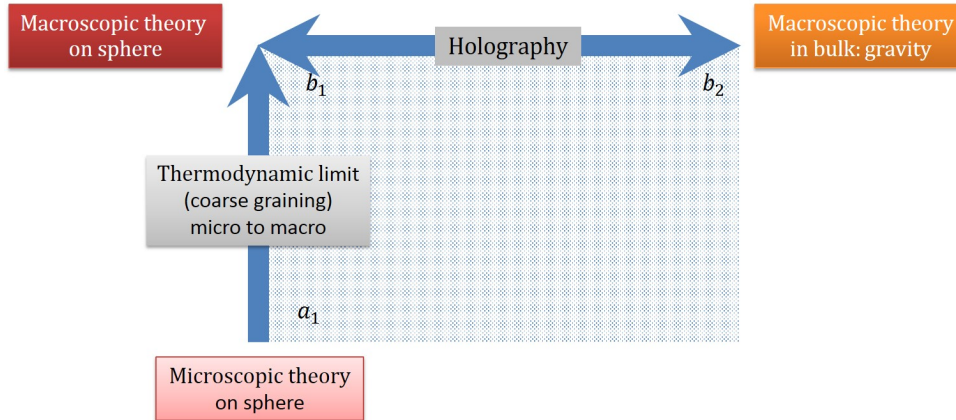 Macroscopic theory
on sphere
Holography
Macroscopic theory
in bulk: gravity
b₁
b₂
Thermodynamic limit
(coarse graining)
micro to macro
a₁
Microscopic theory
on sphere